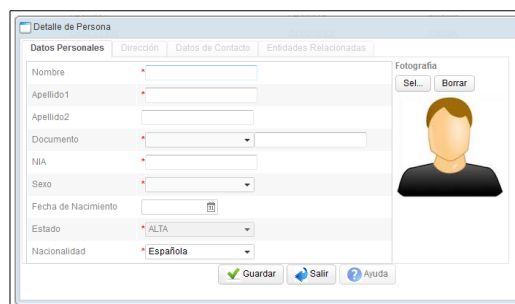 Detalle de Persona
Datos Personales Dirección Datos de Contacto Entidades Relacionadas
Fotografía
Sel... Borrar
Nombre *
Apellido1 *
Apellido2
Documento *
NIA *
Sexo *
Fecha de Nacimiento
Estado * ALTA
Nacionalidad * Española
Guardar Salir ? Ayuda